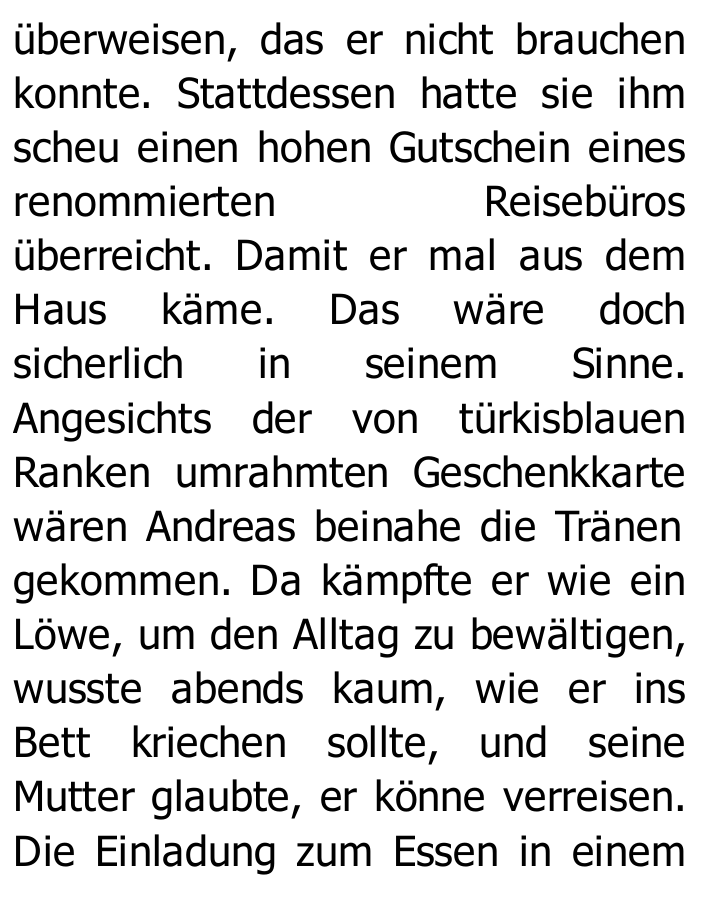 überweisen, das er nicht brauchen
konnte. Stattdessen hatte sie ihm
scheu einen hohen Gutschein eines
renommierten Reisebüros
überreicht. Damit er mal aus dem
Haus käme. Das wäre doch
sicherlich in seinem Sinne.
Angesichts der von türkisblauen
Ranken umrahmten Geschenkkarte
wären Andreas beinahe die Tränen
gekommen. Da kämpfte er wie ein
Löwe, um den Alltag zu bewältigen,
wusste abends kaum, wie er ins
Bett kriechen sollte, und seine
Mutter glaubte, er könne verreisen.
Die Einladung zum Essen in einem